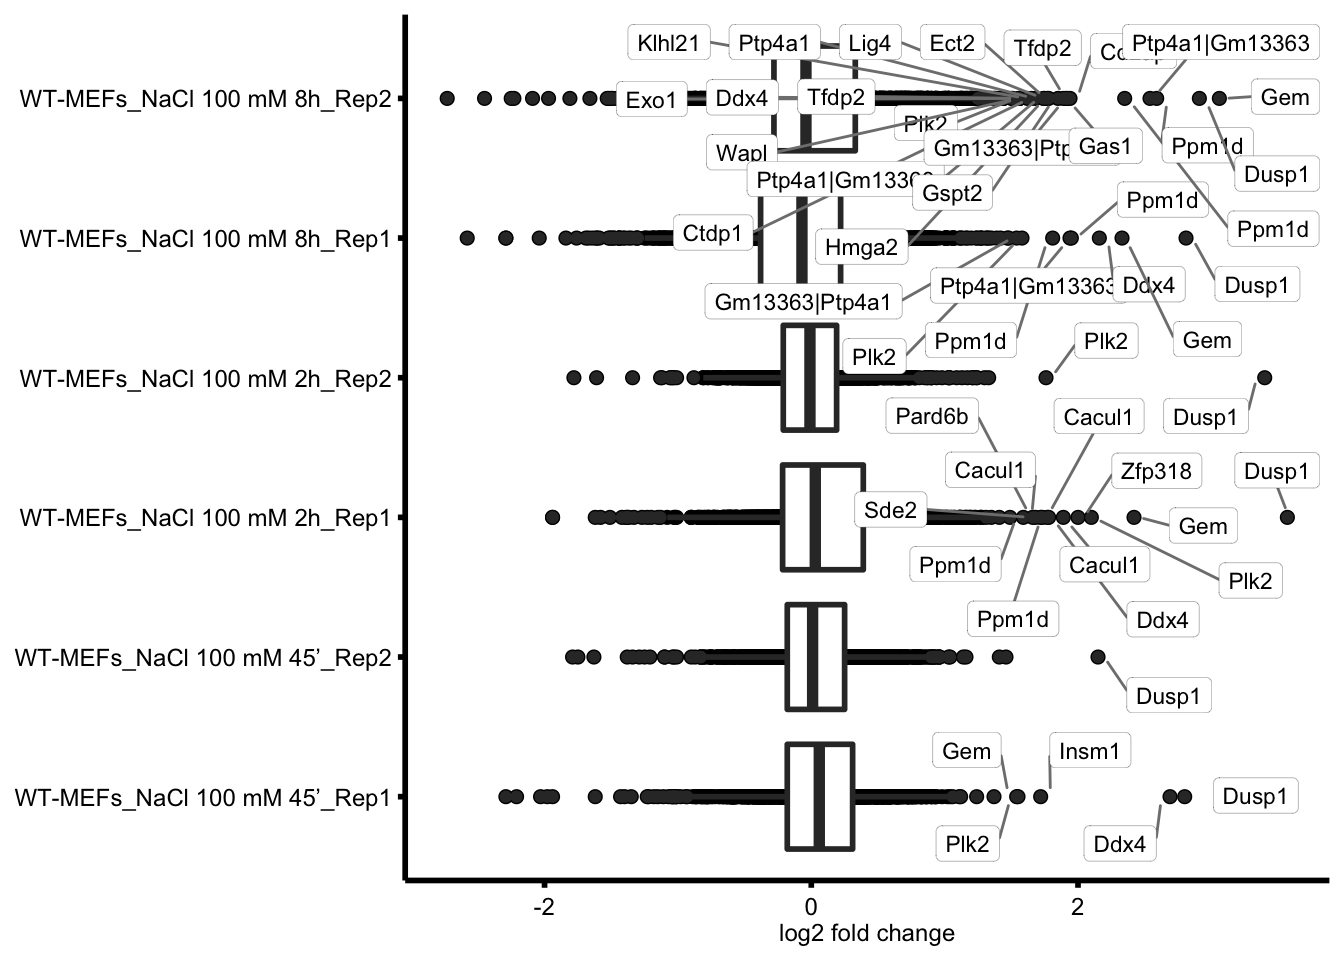 Klhl21
Ptp4a1
Lig4
Ect2
Tfdp2
Ptp4a1|Gm13363
WT-MEFs_NaCl 100 mM 8h_Rep2
Exo1
Ddx4
Tfdp2
Gem
Plk2
Wapl
Gm13363|Ptp
Gas1
Ppm1d
Dusp1
Ptp4a1|Gm1336
Gspt2
Ppm1d
Ppm1d
WT-MEFs_NaCl 100 mM 8h_Rep1
Ctdp1
Hmga2
Gm13363|Ptp4a1
Ptp4a1|Gm13363
Ddx4
Dusp1
Plk2
Ppm1d
Gem
Plk2
WT-MEFs_NaCl 100 mM 2h_Rep2
Pard6b
Cacul1
Dusp1
Cacul1
Zfp318
Dusp1
WT-MEFs_NaCl 100 mM 2h_Rep1
Sde2
Gem
Ppm1d
Cacul1
Plk2
Ppm1d
Ddx4
WT-MEFs_NaCl 100 mM 45’_Rep2
Dusp1
Gem
Insm1
WT-MEFs_NaCl 100 mM 45’_Rep1
Dusp1
Plk2
Ddx4
-2
0
2
log2 fold change